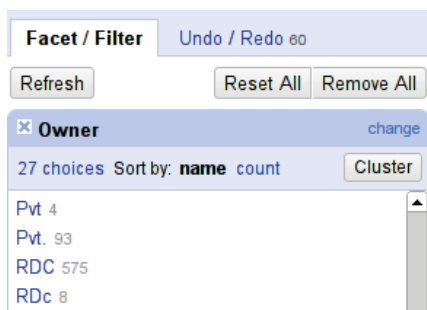 Facet / Filter Undo / Redo 60
Refresh Reset All Remove All
Owner change
27 choices Sort by: name count Cluster
Pvt 4
Pvt. 93
RDC 575
RDc 8